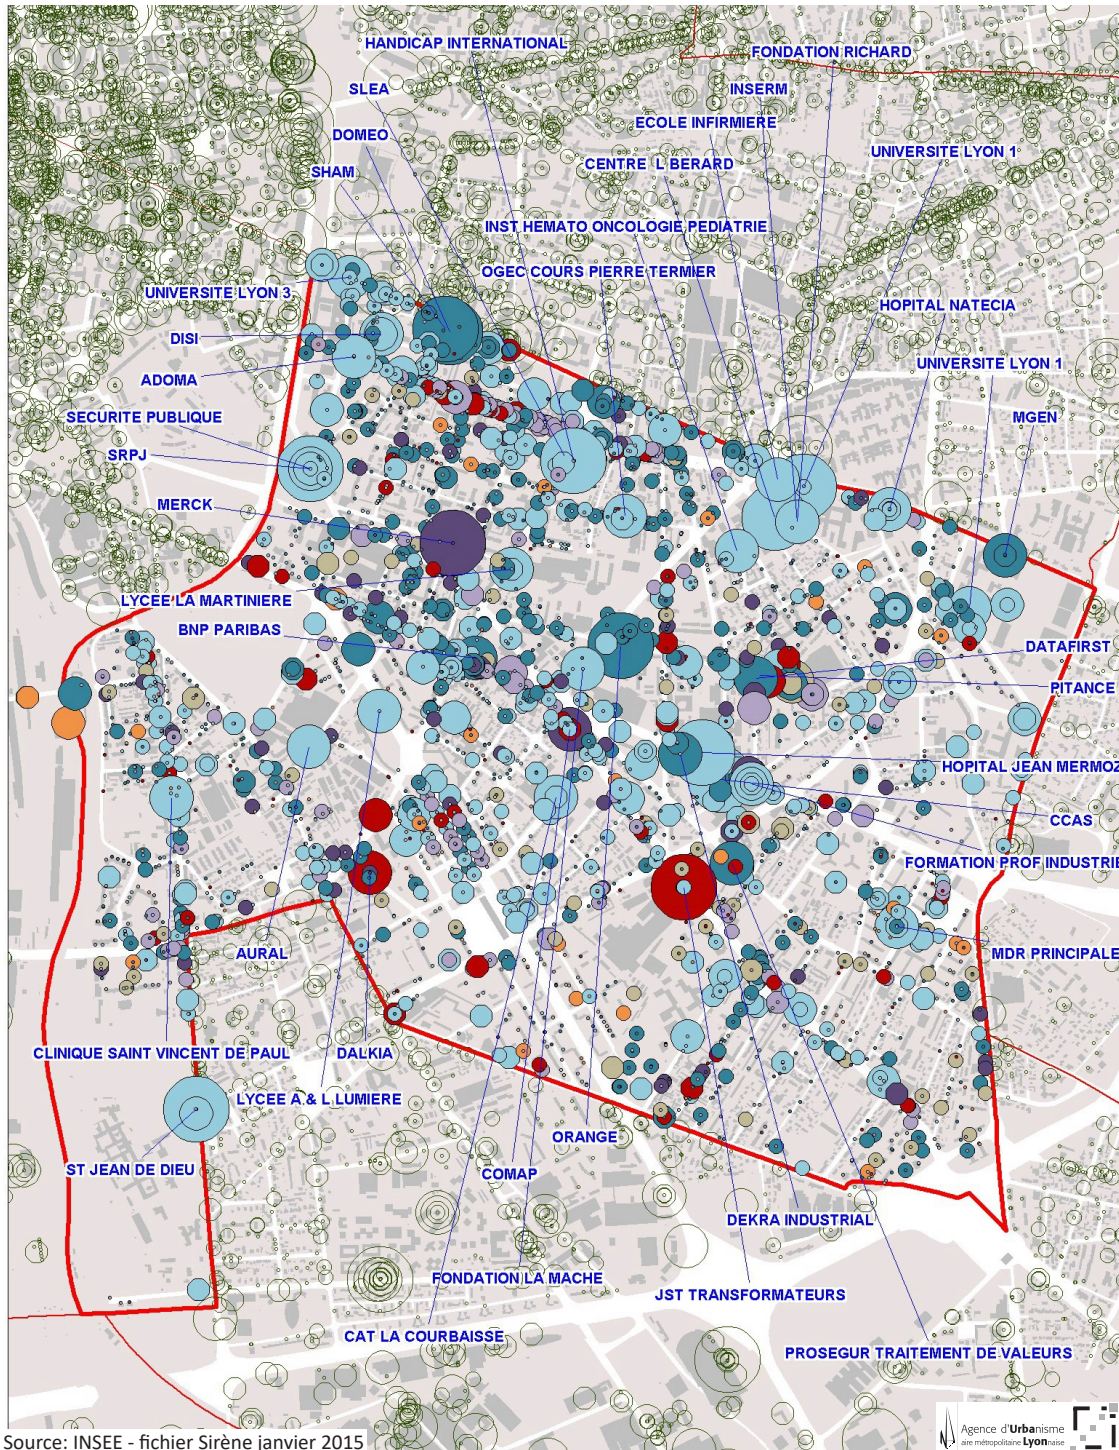 HANDICAP INTERNATIONAL
FONDATION RICHARD
SLEA
INSERM
ECOLE INFIRMIERE
DOMEO
UNIVERSITE LYON 1
CENTRE L BERARD
SHAM
INST HEMATO ONCOLOGIE PEDIATRIE
OGEC COURS PIERRE TERMIER
UNIVERSITE LYON 3
HOPITAL NATECIA
DISI
UNIVERSITE LYON 1
ADOMA
SECURITE PUBLIQUE
MGEN
SRPJ
MERCK
LYCEE LA MARTINIERE
BNP PARIBAS
DATAFIRST
PITANCE
HOPITAL JEAN MERMOZ
CCAS
FORMATION PROF INDUSTRIE
AURAL
MDR PRINCIPALE
CLINIQUE SAINT VINCENT DE PAUL
DALKIA
LYCEE A & L LUMIERE
ORANGE
ST JEAN DE DIEU
COMAP
DEKRA INDUSTRIAL
FONDATION LA MACHE
JST TRANSFORMATEURS
CAT LA COURBAISSE
PROSEGUR TRAITEMENT DE VALEURS
Source: INSEE - fichier Sirène janvier 2015
Agence d'Urbanisme
aire métropolitaine Lyonnaise